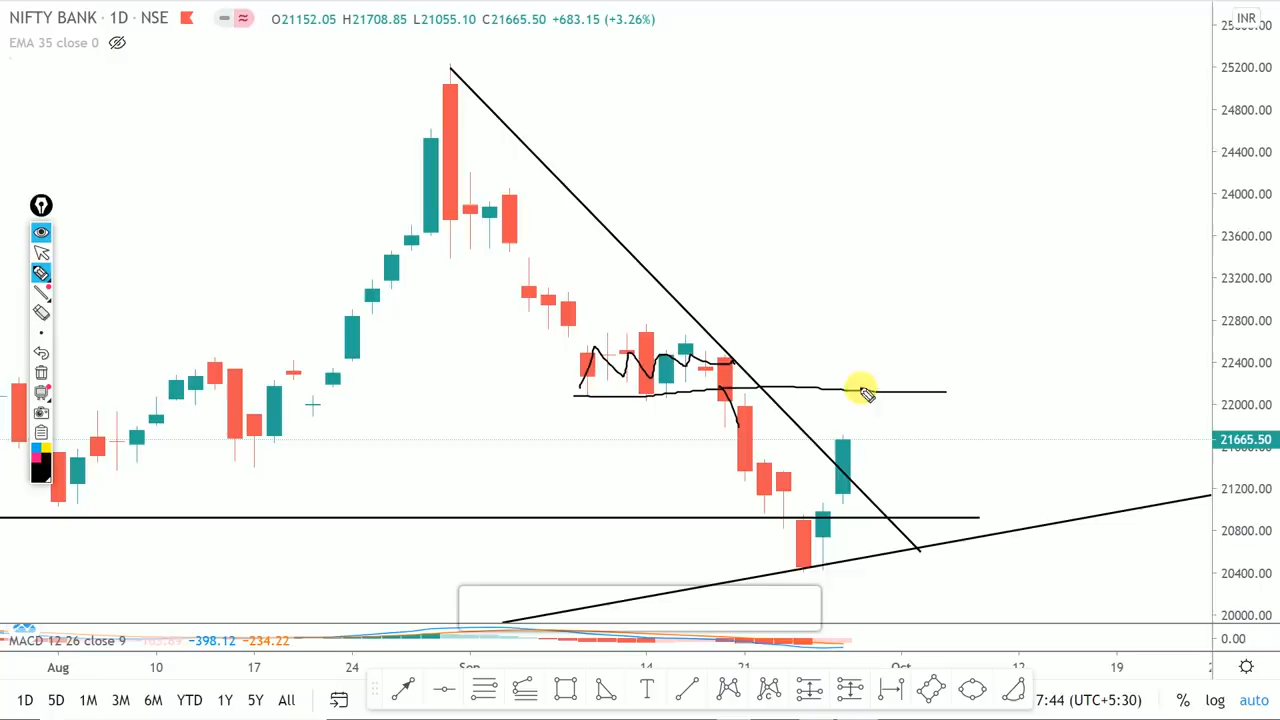 NIFTY BANK · 1D · NSE O21152.05 H21708.85 L21055.10 C21665.50 +683.15 (+3.26%)
INR
EMA 35 close 0
25200.00
24800.00
24400.00
24000.00
23600.00
23200.00
22800.00
22400.00
22000.00
21665.50
21200.00
20800.00
20400.00
20000.00
MACD 12 26 close 9 −398.12 −234.22
0.00
Aug 10 17 24 Sep 14 21 Oct 12 19
1D 5D 1M 3M 6M YTD 1Y 5Y All
7:44 (UTC+5:30) % log auto